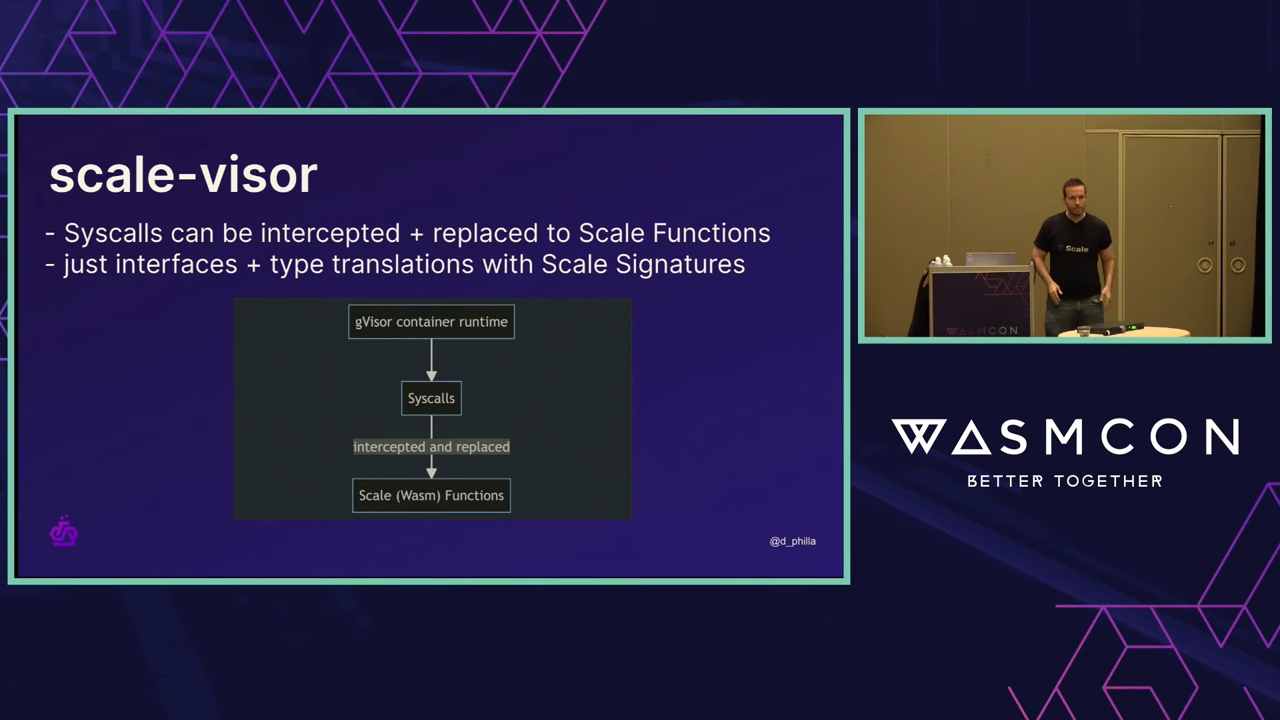 scale-visor
- Syscalls can be intercepted + replaced to Scale Functions
- just interfaces + type translations with Scale Signatures
gVisor container runtime
Syscalls
intercepted and replaced
Scale (Wasm) Functions
@d_philla
Scale
WASMCON
WASMCON
BETTER TOGETHER